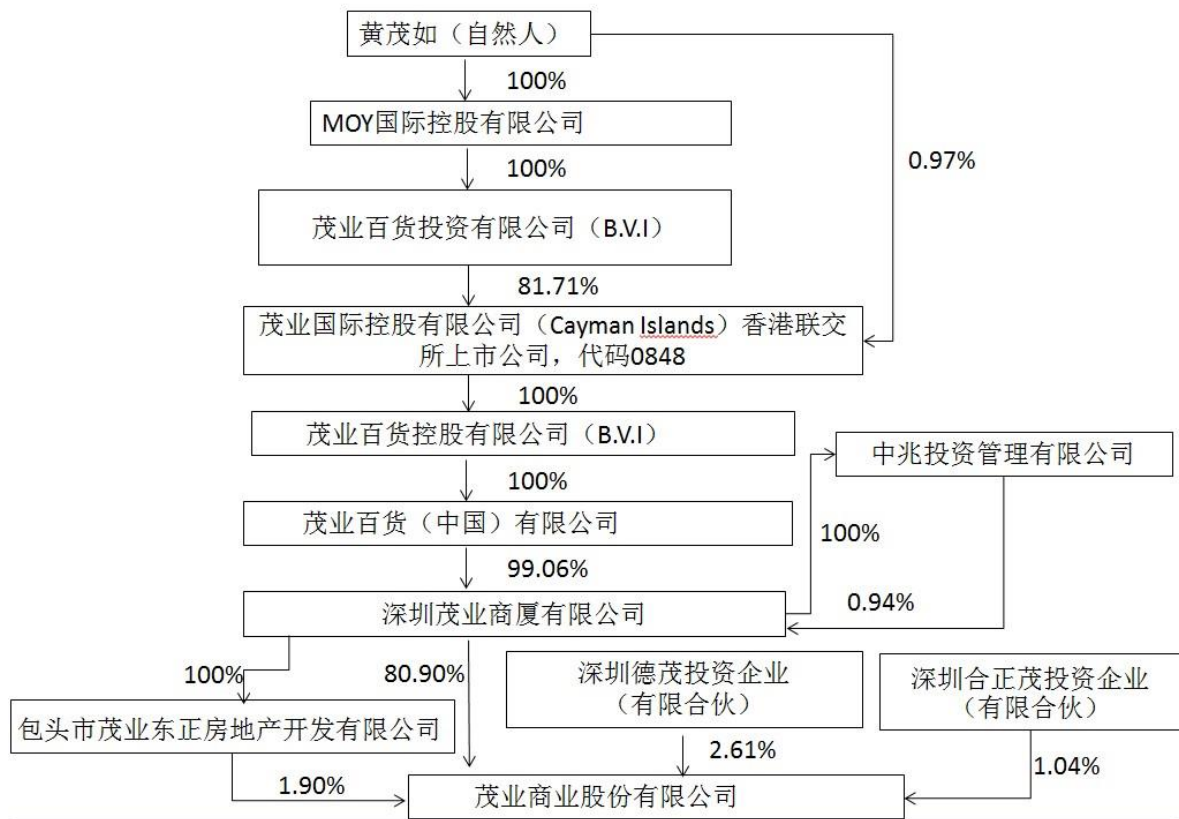 黄茂如（自然人）
100%
MOY国际控股有限公司
0.97%
100%
茂业百货投资有限公司（B.V.I）
81.71%
茂业国际控股有限公司（Cayman Islands）香港联交
所上市公司，代码0848
100%
茂业百货控股有限公司（B.V.I）
中兆投资管理有限公司
100%
茂业百货（中国）有限公司
100%
99.06%
深圳茂业商厦有限公司
0.94%
100%
80.90%
深圳德茂投资企业
（有限合伙）
深圳合正茂投资企业
（有限合伙）
包头市茂业东正房地产开发有限公司
2.61%
1.04%
1.90%
茂业商业股份有限公司